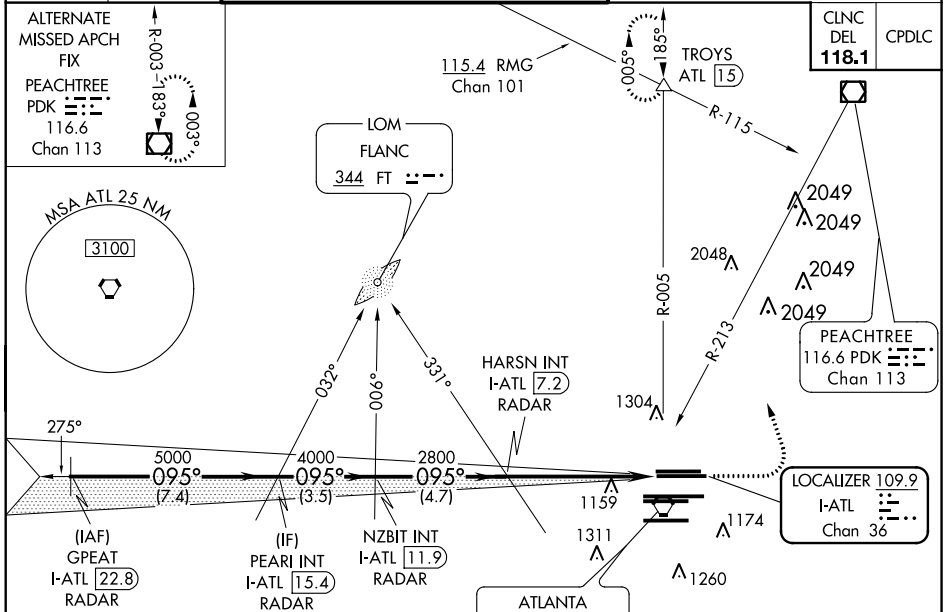 ALTERNATE
MISSED APCH
FIX
PEACHTREE
PDK
116.6
Chan 113
R-003
183°
003°
115.4 RMG
Chan 101
005°
185°
TROYS
ATL 15
CLNC
DEL
118.1
CPDLC
R-115
LOM
FLANC
344 FT
MSA ATL 25 NM
3100
2049
2049
2048
2049
2049
R-005
R-213
PEACHTREE
116.6 PDK
Chan 113
032°
006°
331°
HARSN INT
I-ATL 7.2
RADAR
1304
275°
5000
095°
(7.4)
4000
095°
(3.5)
2800
095°
(4.7)
1159
LOCALIZER 109.9
I-ATL
Chan 36
(IAF)
GPEAT
I-ATL 22.8
RADAR
(IF)
PEARI INT
I-ATL 15.4
RADAR
NZBIT INT
I-ATL 11.9
RADAR
1311
1174
1260
ATLANTA